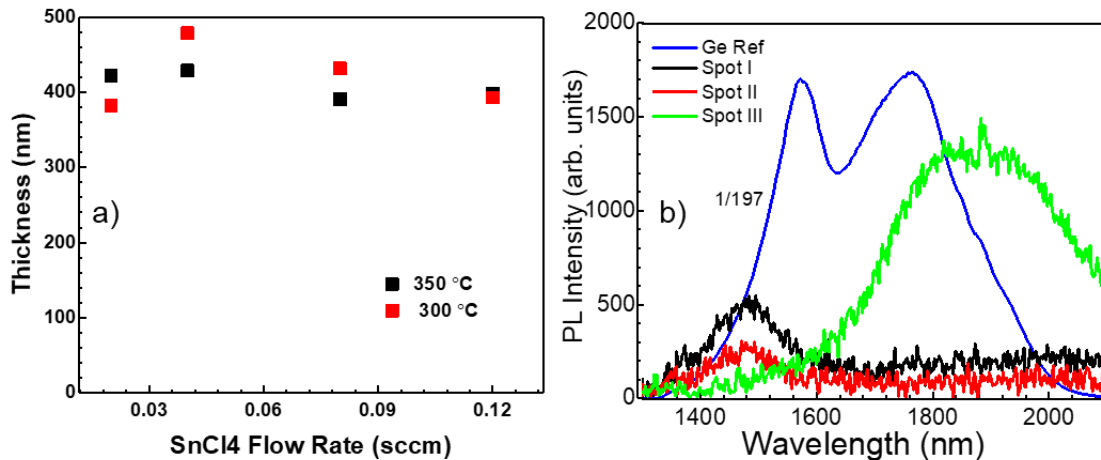 500
400
300
200
100
0
Thickness (nm)
a)
350 °C
300 °C
0.03 0.06 0.09 0.12
SnCl4 Flow Rate (sccm)
2000
1500
1000
500
0
PL Intensity (arb. units)
Ge Ref
Spot I
Spot II
Spot III
1/197
b)
1400 1600 1800 2000
Wavelength (nm)